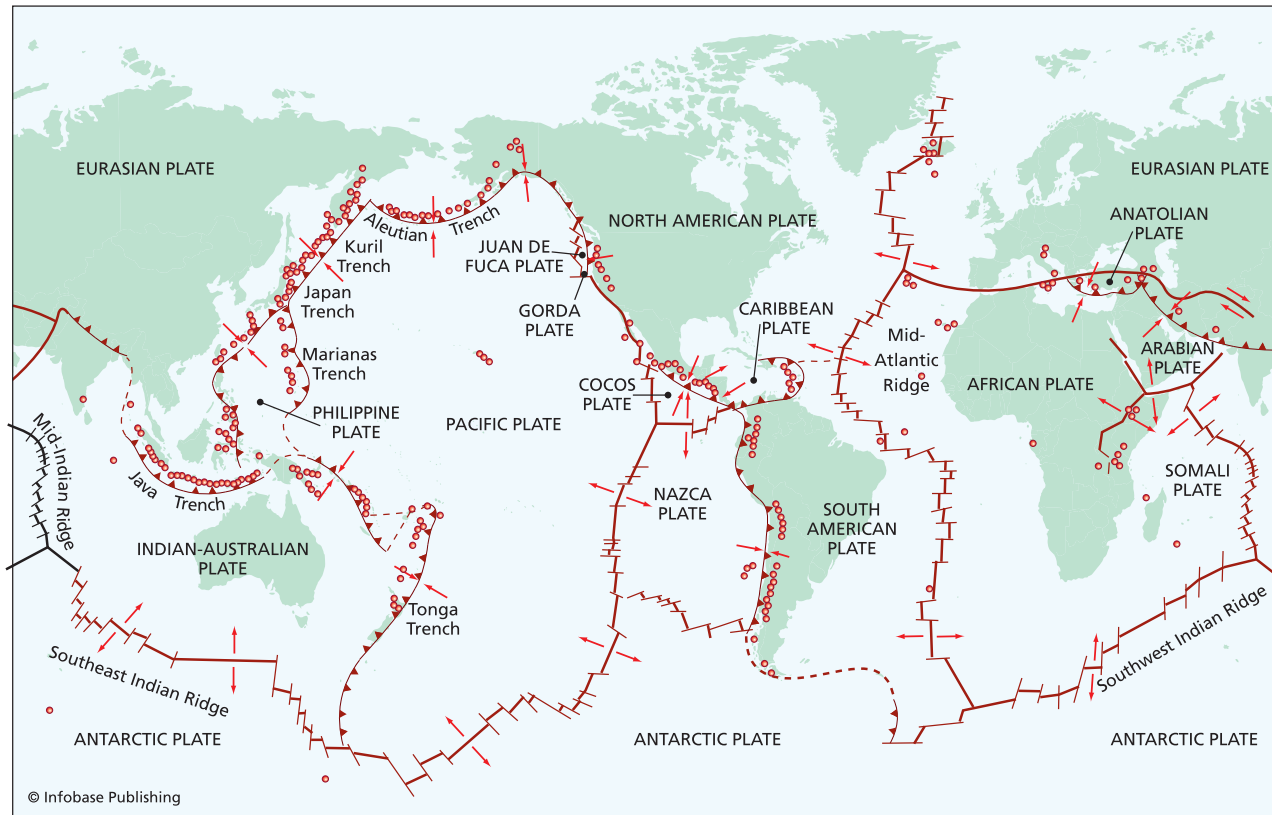 EURASIAN PLATE
EURASIAN PLATE
NORTH AMERICAN PLATE
ANATOLIAN
PLATE
Aleutian
Trench
Kuril
Trench
JUAN DE
FUCA PLATE
Japan
Trench
GORDA
PLATE
CARIBBEAN
PLATE
Mid-
Atlantic
Ridge
Marianas
Trench
ARABIAN
PLATE
COCOS
PLATE
AFRICAN PLATE
PHILIPPINE
PLATE
PACIFIC PLATE
Mid-Indian Ridge
Java
Trench
NAZCA
PLATE
SOUTH
AMERICAN
PLATE
SOMALI
PLATE
INDIAN-AUSTRALIAN
PLATE
Tonga
Trench
Southeast Indian Ridge
Southwest Indian Ridge
ANTARCTIC PLATE
ANTARCTIC PLATE
ANTARCTIC PLATE
© Infobase Publishing